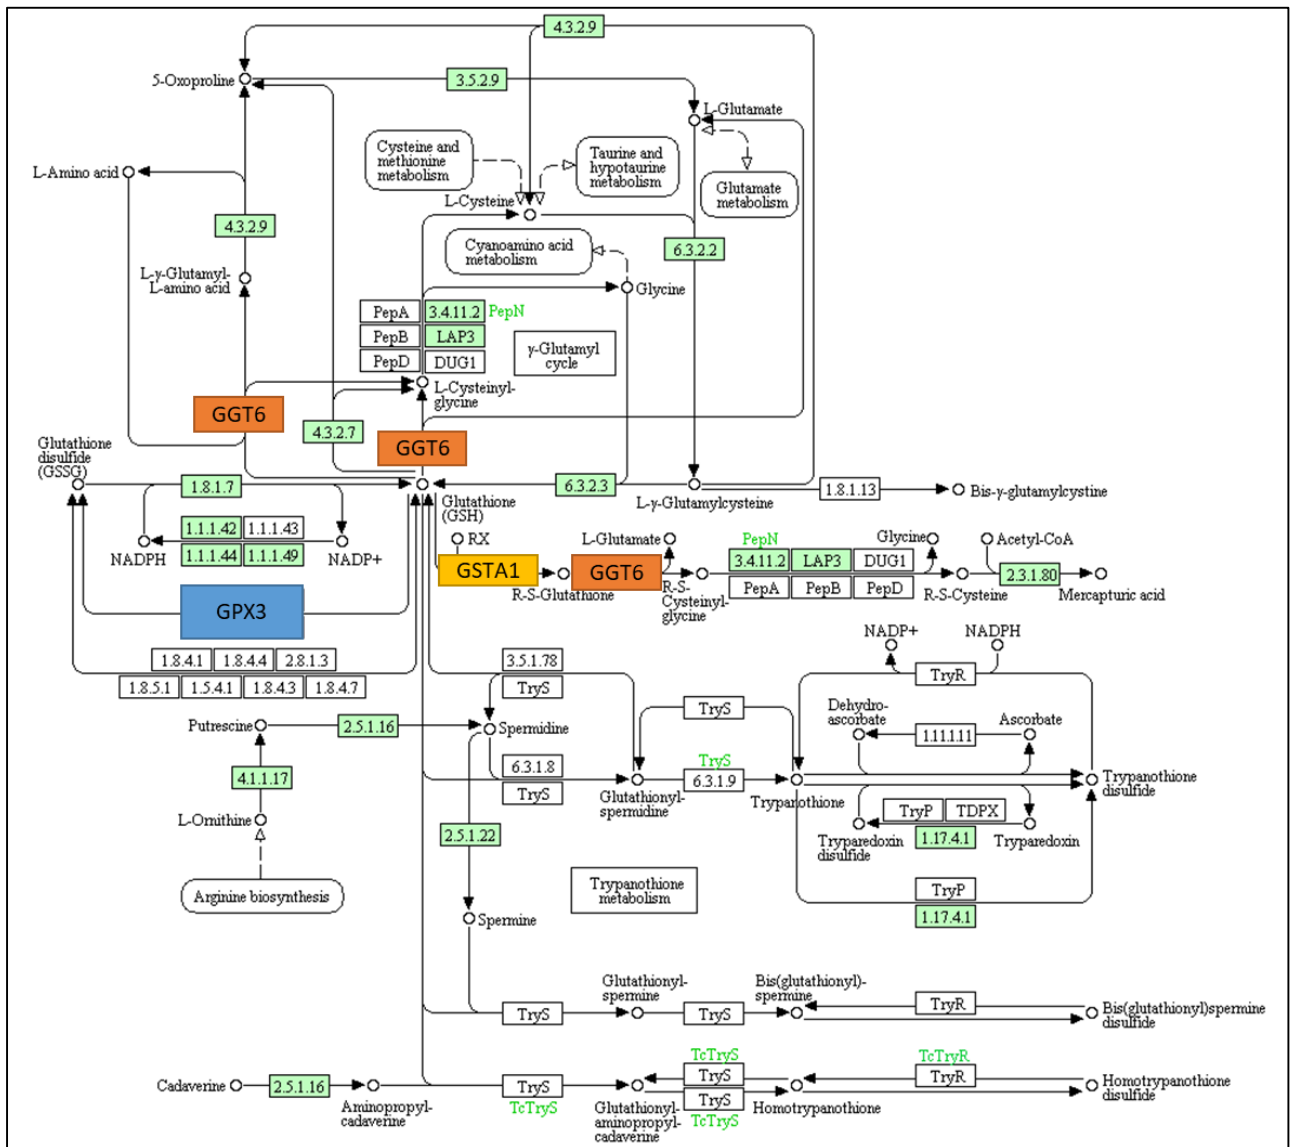 4.3.2.9
5-Oxoproline
3.5.2.9
L-Glutamate
Cysteine and
methionine
metabolism
Taurine and
hypotaurine
metabolism
L-Amino acid
Glutamate
metabolism
L-Cysteine
4.3.2.9
Cyanoamino acid
metabolism
6.3.2.2
L-γ-Glutamyl-
L-amino acid
Glycine
PepA 3.4.11.2 PepN
PepB LAP3
PepD DUG1
γ-Glutamyl
cycle
L-Cysteinyl-
glycine
GGT6
4.3.2.7
GGT6
Glutathione
disulfide
(GSSG)
1.8.1.7
Glutathione
(GSH)
6.3.2.3
L-γ-Glutamylcysteine
1.8.1.13
Bis-γ-glutamylcystine
1.1.1.42 1.1.1.43
NADPH
1.1.1.44 1.1.1.49
NADP+
RX
L-Glutamate
PepN
Glycine
Acetyl-CoA
GSTA1
R-S-Glutathione
GGT6
R-S-
Cysteinyl-
glycine
3.4.11.2 LAP3 DUG1
PepA PepB PepD
R-S-Cysteine
2.3.1.80
Mercapturic acid
GPX3
1.8.4.1 1.8.4.4 2.8.1.3
1.8.5.1 1.5.4.1 1.8.4.3 1.8.4.7
3.5.1.78
TryS
NADP+
NADPH
TryR
Putrescine
2.5.1.16
Spermidine
TryS
Dehydro-
ascorbate
1.11.1.11
Ascorbate
4.1.1.17
6.3.1.8
TryS
Glutathionyl-
spermidine
TryS
6.3.1.9
Trypanothione
Trypanothione
disulfide
L-Ornithine
2.5.1.22
TryP TDPX
1.17.4.1
Tryparedoxin
disulfide
Tryparedoxin
Arginine biosynthesis
Trypanothione
metabolism
TryP
1.17.4.1
Spermine
Glutathionyl-
spermine
Bis(glutathionyl)-
spermine
TryS
TryS
TryR
Bis(glutathionyl)spermine
disulfide
Cadaverine
2.5.1.16
Aminopropyl-
cadaverine
TryS
TcTryS
Glutathionyl-
aminopropyl-
cadaverine
TcTryS
TryS
TryS
TcTryS
Homotrypanothione
TcTryR
TryR
Homotrypanothione
disulfide